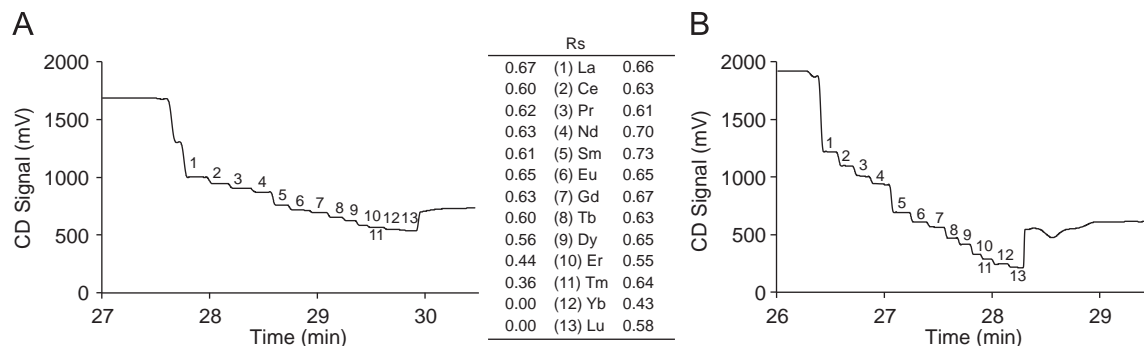 A
2000
1500
1000
500
0
CD Signal (mV)
27 28 29 30
Time (min)
1 2 3 4 5 6 7 8 9 10 12 13
11
Rs
0.67 (1) La 0.66
0.60 (2) Ce 0.63
0.62 (3) Pr 0.61
0.63 (4) Nd 0.70
0.61 (5) Sm 0.73
0.65 (6) Eu 0.65
0.63 (7) Gd 0.67
0.60 (8) Tb 0.63
0.56 (9) Dy 0.65
0.44 (10) Er 0.55
0.36 (11) Tm 0.64
0.00 (12) Yb 0.43
0.00 (13) Lu 0.58
B
2000
1500
1000
500
0
CD Signal (mV)
26 27 28 29
Time (min)
1 2 3 4 5 6 7 8 9 10 12
11 13